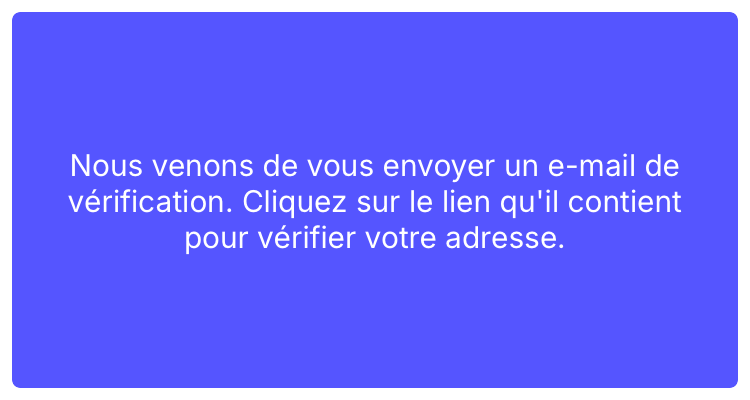 Nous venons de vous envoyer un e-mail de
vérification. Cliquez sur le lien qu'il contient
pour vérifier votre adresse.